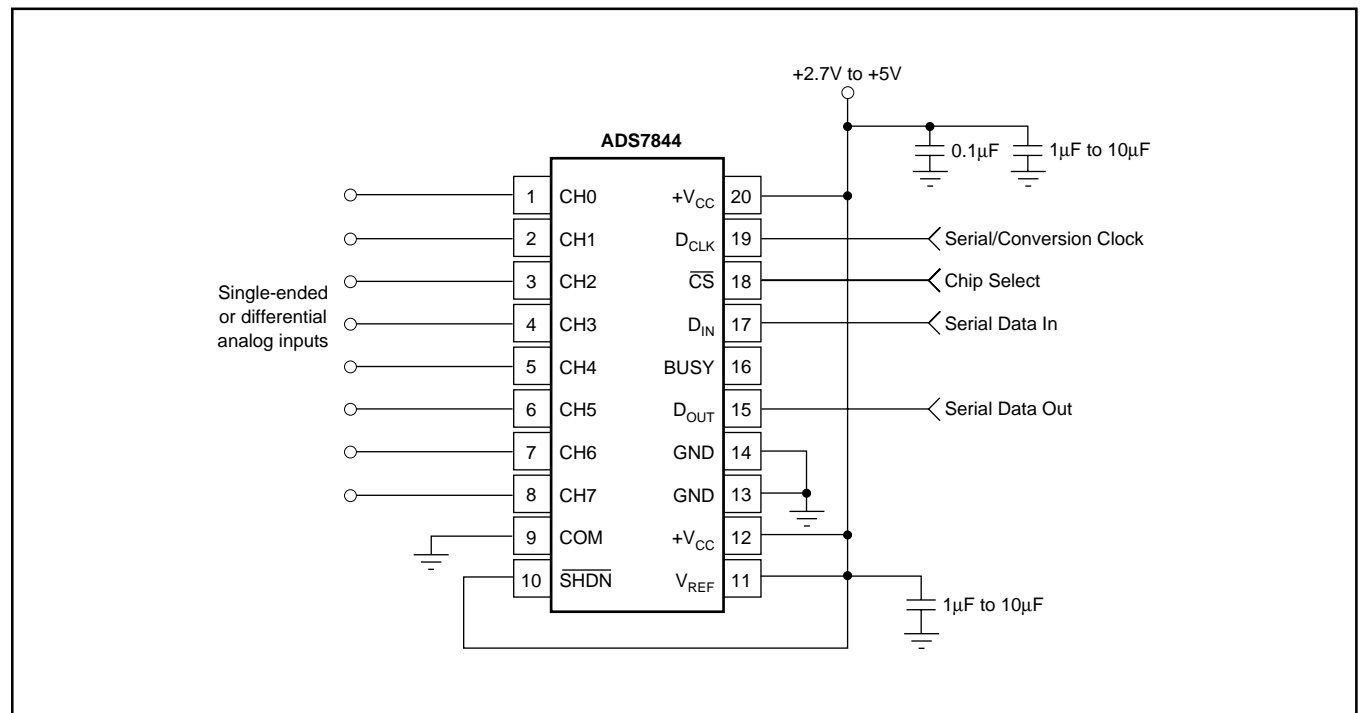 +2.7V to +5V
ADS7844
0.1µF
1µF to 10µF
1 CH0 +VCC 20
2 CH1 DCLK 19 Serial/Conversion Clock
3 CH2 CS 18 Chip Select
Single-ended
or differential
analog inputs
4 CH3 DIN 17 Serial Data In
5 CH4 BUSY 16
6 CH5 DOUT 15 Serial Data Out
7 CH6 GND 14
8 CH7 GND 13
9 COM +VCC 12
10 SHDN VREF 11
1µF to 10µF